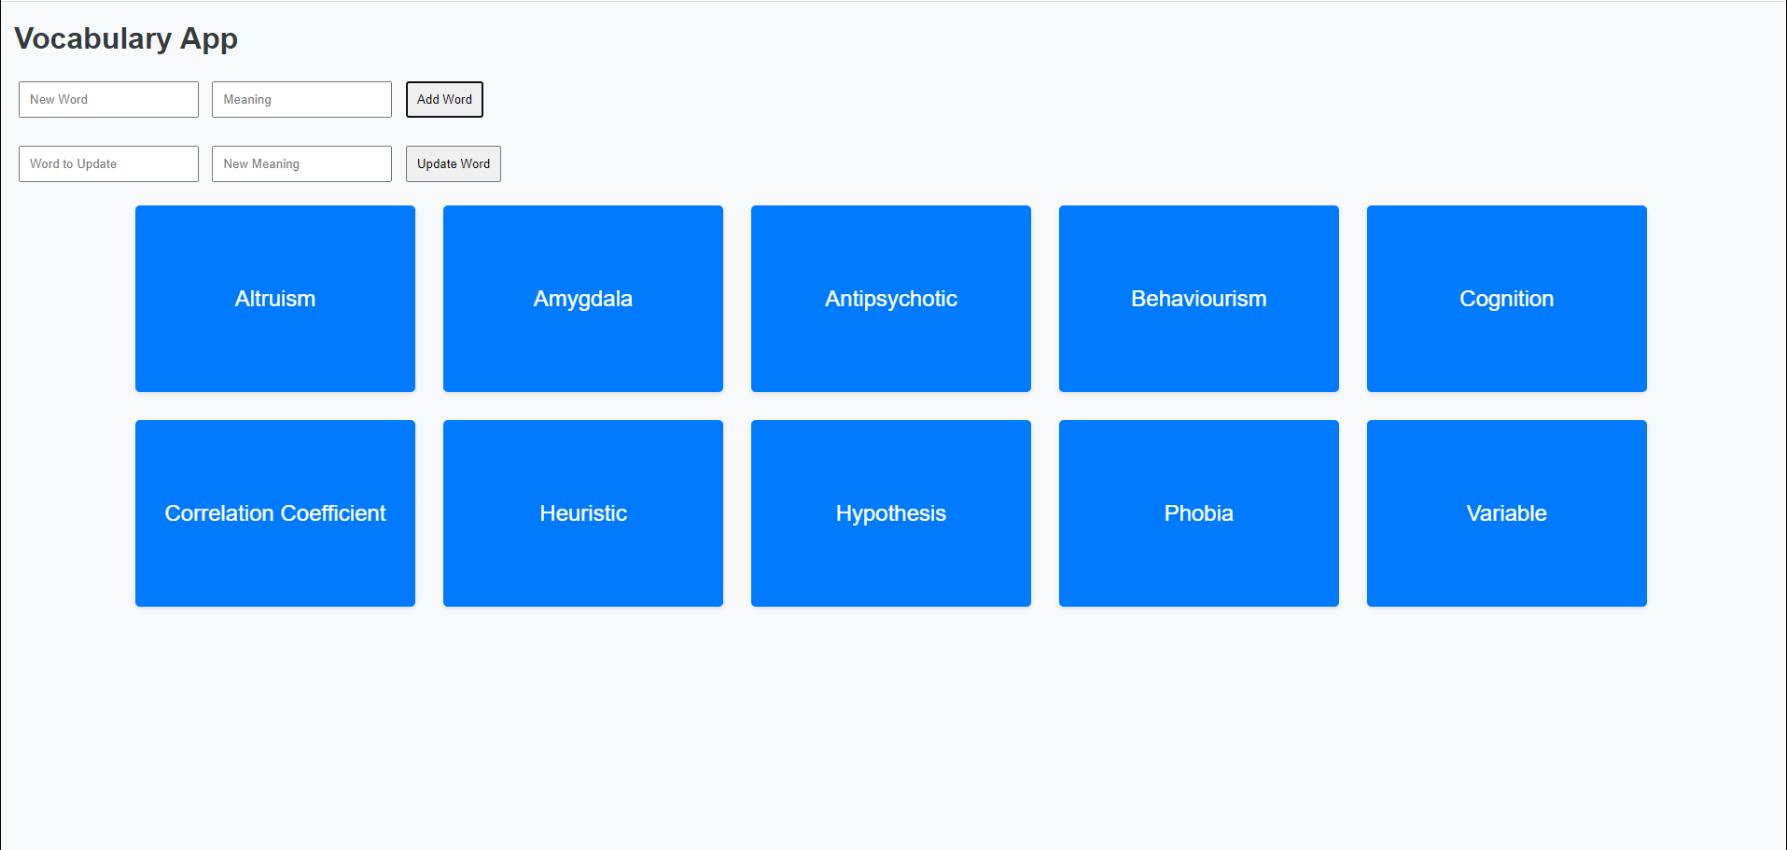 Vocabulary App
New Word Meaning Add Word
Word to Update New Meaning Update Word
Altruism Amygdala Antipsychotic Behaviourism Cognition
Correlation Coefficient Heuristic Hypothesis Phobia Variable